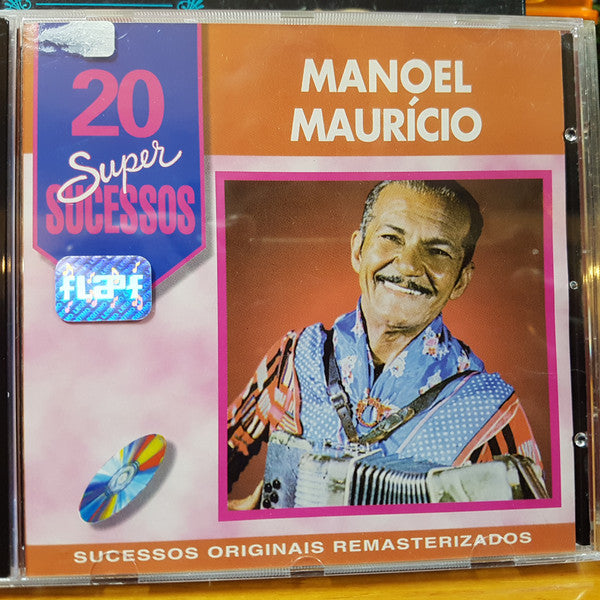 20
Super
SUCESSOS
MANOEL
MAURÍCIO
SUCESSOS ORIGINAIS REMASTERIZADOS